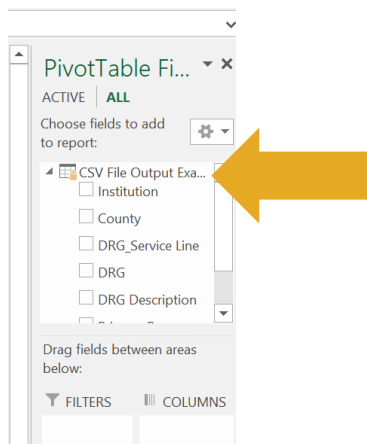 PivotTable Fi...
ACTIVE ALL
Choose fields to add
to report:
CSV File Output Exa...
Institution
County
DRG_Service Line
DRG
DRG Description
Drag fields between areas
below:
FILTERS COLUMNS